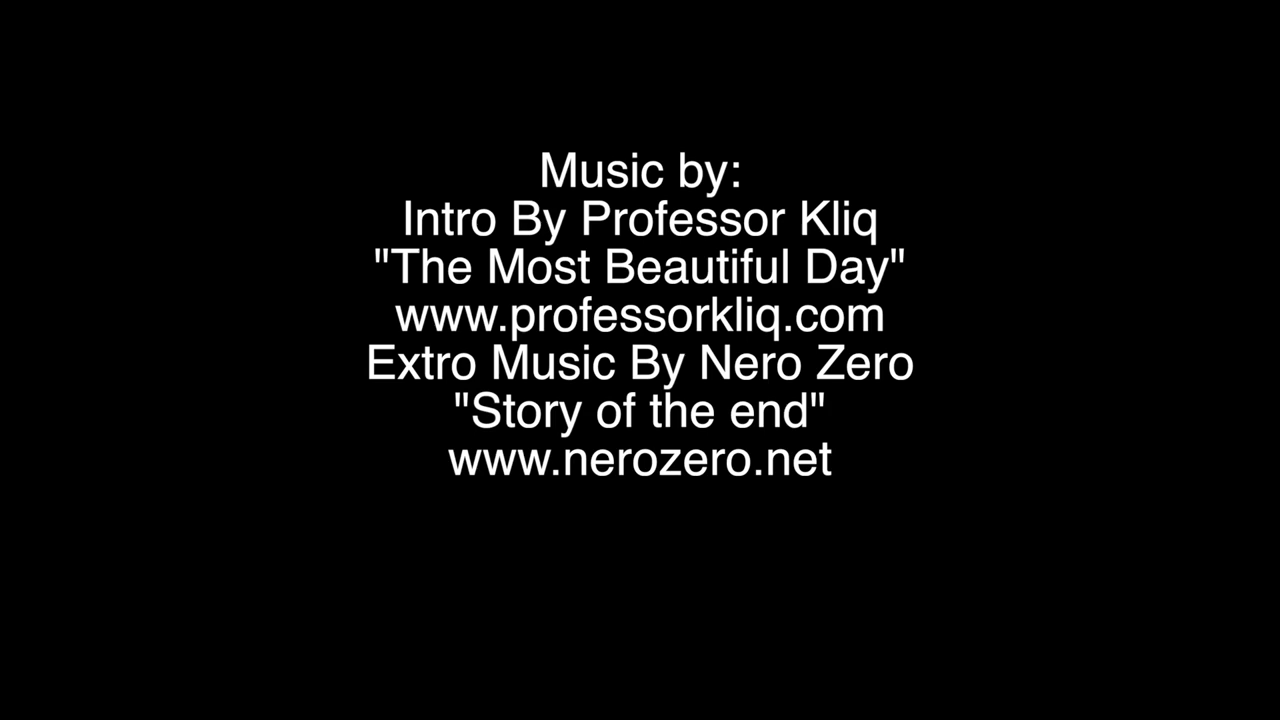 Music by:
Intro By Professor Kliq
"The Most Beautiful Day"
www.professorkliq.com
Extro Music By Nero Zero
"Story of the end"
www.nerozero.net